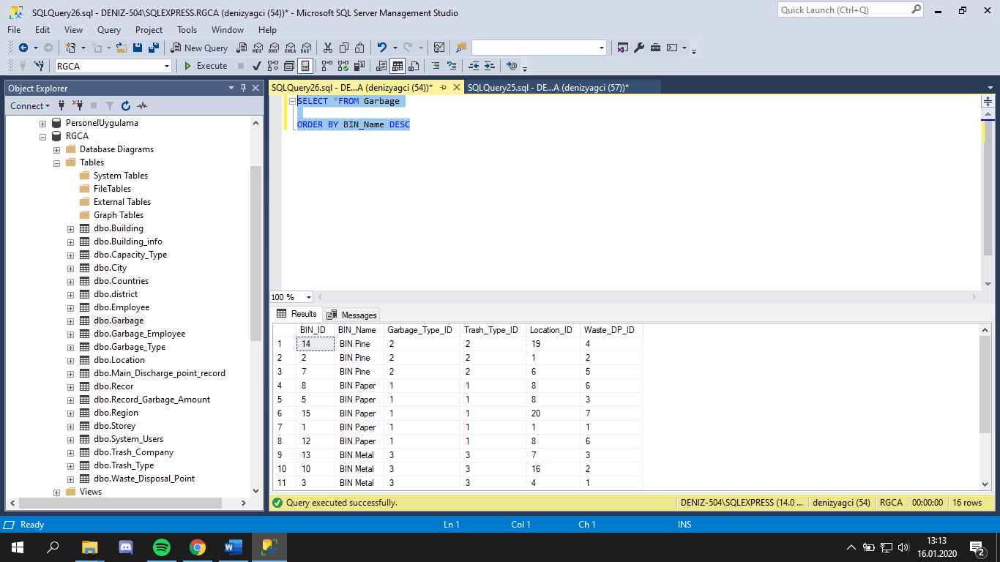 SQLQuery26.sql - DENIZ-504\SQLEXPRESS.RGCA (denizyagci (54))* - Microsoft SQL Server Management Studio
Quick Launch (Ctrl+Q)
File Edit View Query Project Tools Window Help
New Query MDX DMX XMLA DAX
RGCA Execute
Object Explorer
Connect
PersonelUygulama
RGCA
Database Diagrams
Tables
System Tables
FileTables
External Tables
Graph Tables
dbo.Building
dbo.Building_info
dbo.Capacity_Type
dbo.City
dbo.Countries
dbo.district
dbo.Employee
dbo.Garbage
dbo.Garbage_Employee
dbo.Garbage_Type
dbo.Location
dbo.Main_Discharge_point_record
dbo.Recor
dbo.Record_Garbage_Amount
dbo.Region
dbo.Storey
dbo.System_Users
dbo.Trash_Company
dbo.Trash_Type
dbo.Waste_Disposal_Point
Views
SQLQuery26.sql - DE...A (denizyagci (54))* SQLQuery25.sql - DE...A (denizyagci (57))*
SELECT *FROM Garbage
ORDER BY BIN_Name DESC
100 %
Results Messages
BIN_ID BIN_Name Garbage_Type_ID Trash_Type_ID Location_ID Waste_DP_ID
1 14 BIN Pine 2 2 19 4
2 2 BIN Pine 2 2 1 2
3 7 BIN Pine 2 2 6 5
4 8 BIN Paper 1 1 8 6
5 5 BIN Paper 1 1 8 3
6 15 BIN Paper 1 1 20 7
7 1 BIN Paper 1 1 1 1
8 12 BIN Paper 1 1 8 6
9 13 BIN Metal 3 3 7 3
10 10 BIN Metal 3 3 16 2
11 3 BIN Metal 3 3 4 1
Query executed successfully. DENIZ-504\SQLEXPRESS (14.0 ... denizyagci (54) RGCA 00:00:00 16 rows
Ready Ln 1 Col 1 Ch 1 INS
13:13
16.01.2020
2